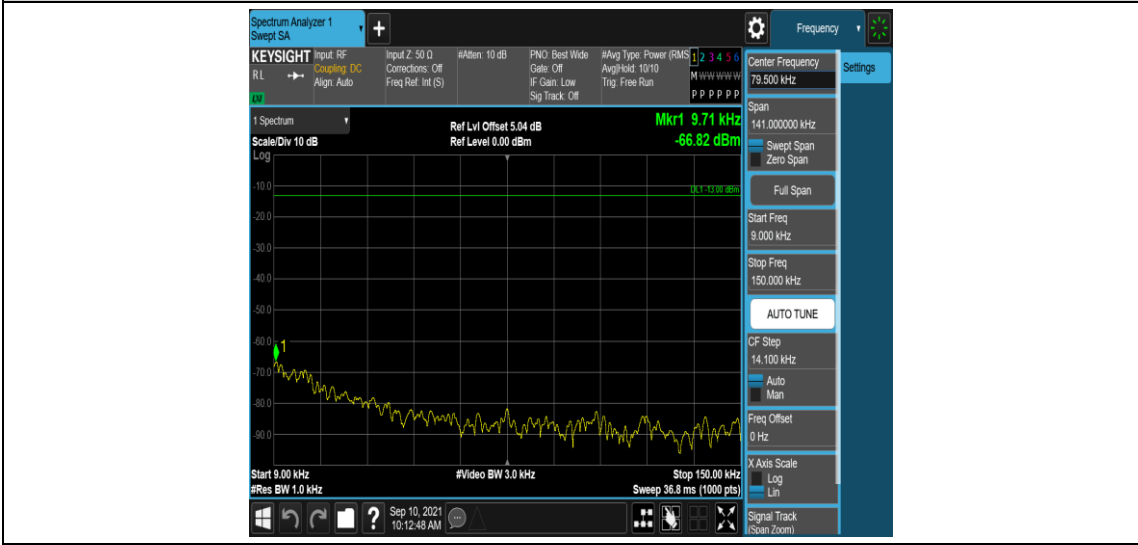 Spectrum Analyzer 1
Swept SA
+
Frequency
KEYSIGHT
RL
LXI
Input: RF
Coupling: DC
Align: Auto
Input Z: 50 Ω
Corrections: Off
Freq Ref: Int (S)
#Atten: 10 dB
PNO: Best Wide
Gate: Off
IF Gain: Low
Sig Track: Off
#Avg Type: Power (RMS
Avg|Hold: 10/10
Trig: Free Run
1 2 3 4 5 6
M W W W W W
P P P P P P
1 Spectrum
Scale/Div 10 dB
Log
Ref Lvl Offset 5.04 dB
Ref Level 0.00 dBm
Mkr1 9.71 kHz
-66.82 dBm
DL1 -13.00 dBm
-10.0
-20.0
-30.0
-40.0
-50.0
-60.0
1
-70.0
-80.0
-90.0
Start 9.00 kHz
#Res BW 1.0 kHz
#Video BW 3.0 kHz
Stop 150.00 kHz
Sweep 36.8 ms (1000 pts)
?
Sep 10, 2021
10:12:48 AM
Center Frequency
79.500 kHz
Span
141.000000 kHz
Swept Span
Zero Span
Full Span
Start Freq
9.000 kHz
Stop Freq
150.000 kHz
AUTO TUNE
CF Step
14.100 kHz
Auto
Man
Freq Offset
0 Hz
X Axis Scale
Log
Lin
Signal Track
(Span Zoom)
Settings